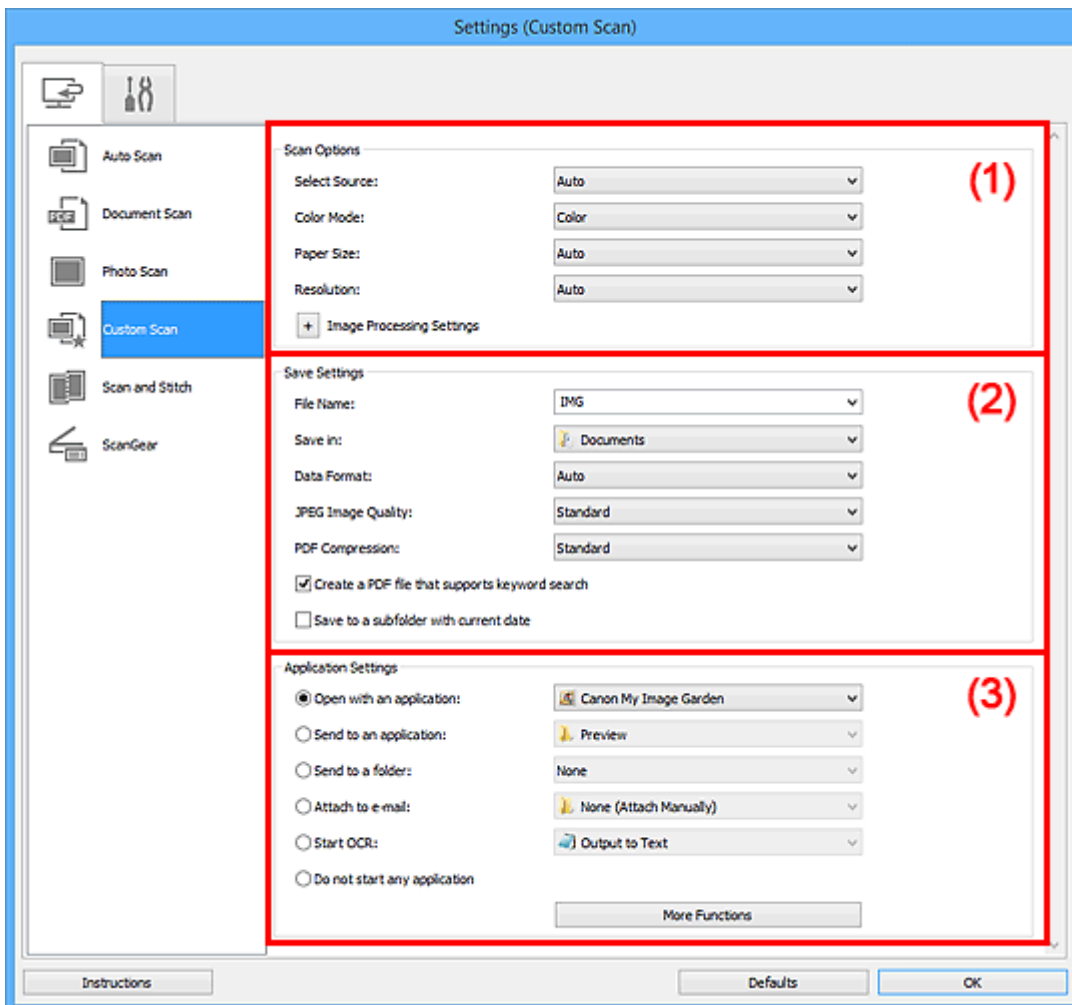 Settings (Custom Scan)
Auto Scan
Document Scan
Photo Scan
Custom Scan
Scan and Stitch
ScanGear
Scan Options
(1)
Select Source: Auto
Color Mode: Color
Paper Size: Auto
Resolution: Auto
+ Image Processing Settings
Save Settings
(2)
File Name: IMG
Save in: Documents
Data Format: Auto
JPEG Image Quality: Standard
PDF Compression: Standard
Create a PDF file that supports keyword search
Save to a subfolder with current date
Application Settings
(3)
Open with an application: Canon My Image Garden
Send to an application: Preview
Send to a folder: None
Attach to e-mail: None (Attach Manually)
Start OCR: Output to Text
Do not start any application
More Functions
Instructions Defaults OK